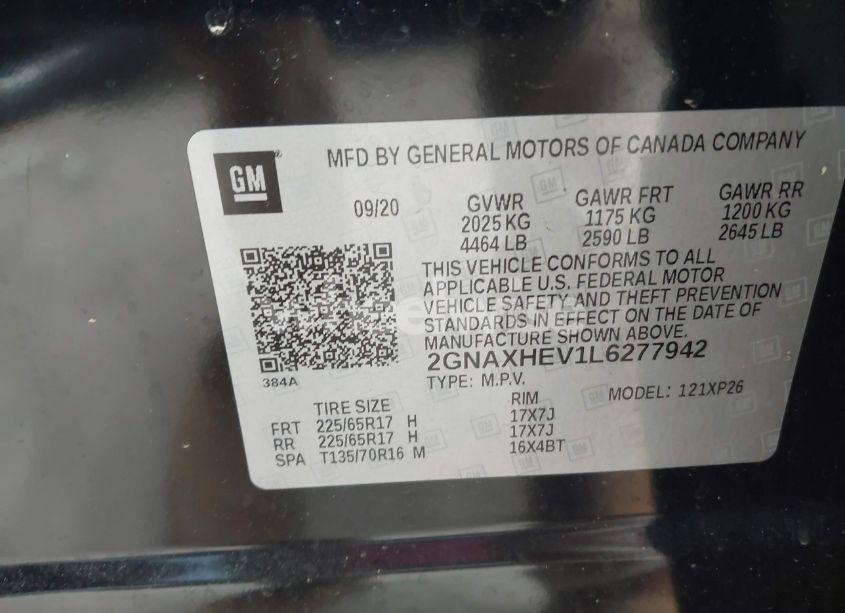 GM
MFD BY GENERAL MOTORS OF CANADA COMPANY
09/20
GVWR GAWR FRT GAWR RR
2025 KG 1175 KG 1200 KG
4464 LB 2590 LB 2645 LB
THIS VEHICLE CONFORMS TO ALL
APPLICABLE U.S. FEDERAL MOTOR
VEHICLE SAFETY AND THEFT PREVENTION
STANDARDS IN EFFECT ON THE DATE OF
MANUFACTURE SHOWN ABOVE.
2GNAXHEV1L6277942
384A
TYPE: M.P.V. MODEL: 121XP26
TIRE SIZE RIM
FRT 225/65R17 H 17X7J
RR 225/65R17 H 17X7J
SPA T135/70R16 M 16X4BT